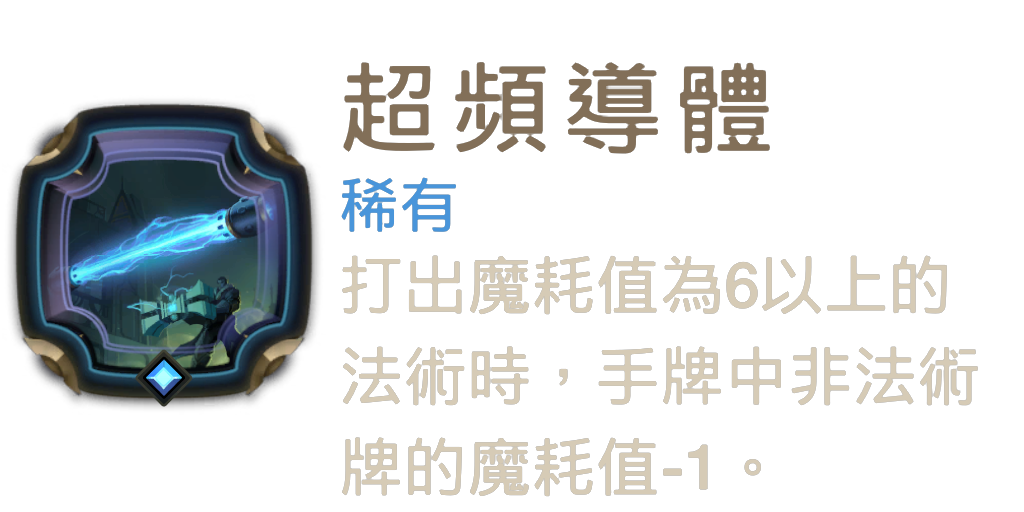 超頻導體
稀有
打出魔耗值為6以上的
法術時，手牌中非法術
牌的魔耗值-1。